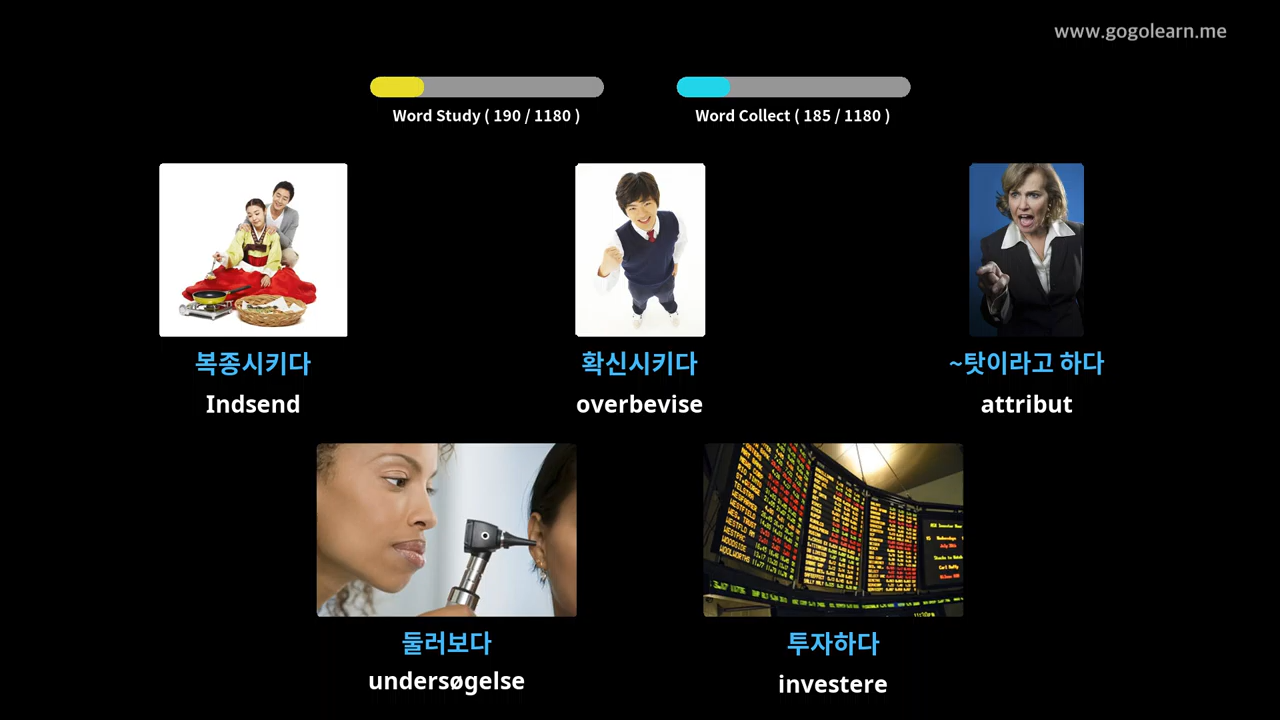 www.gogolearn.me
Word Study ( 190 / 1180 )
Word Collect ( 185 / 1180 )
복종시키다
Indsend
확신시키다
overbevise
~탓이라고 하다
attribut
둘러보다
undersøgelse
투자하다
investere